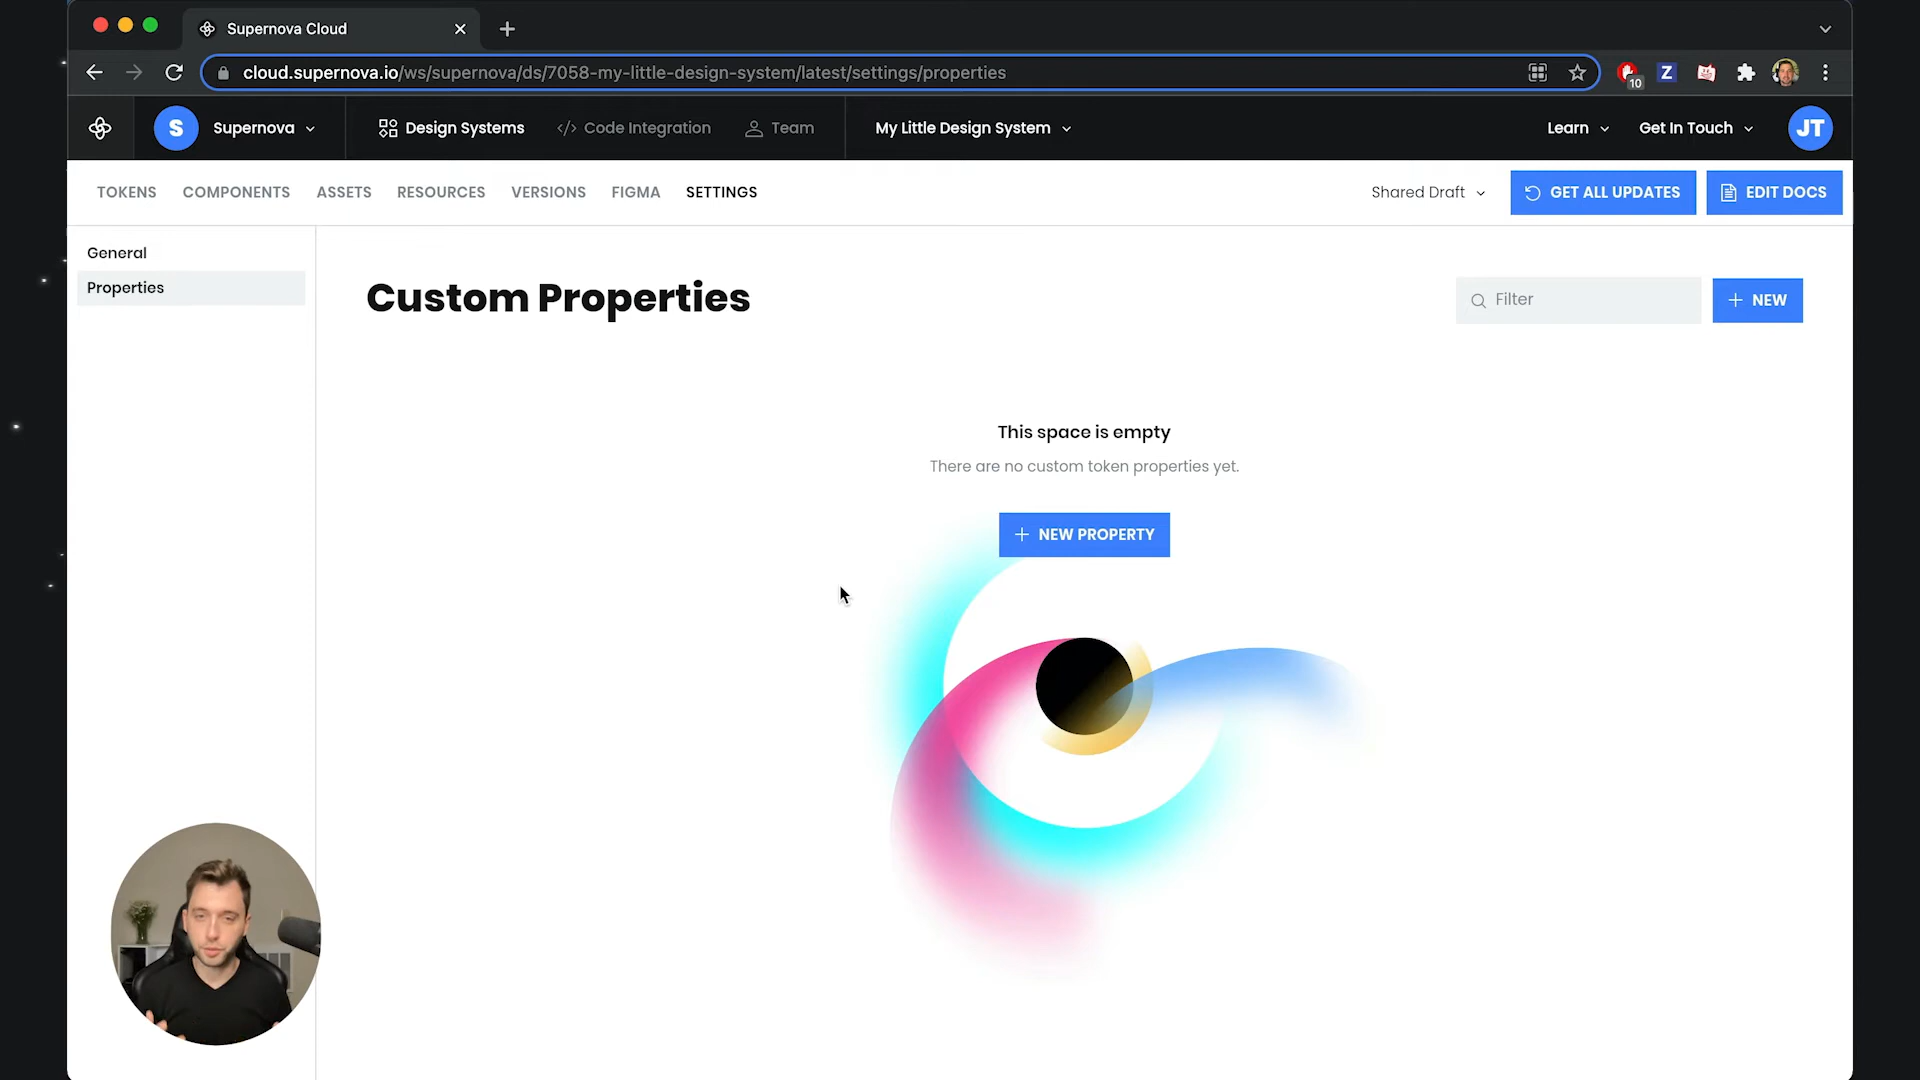 Supernova Cloud
cloud.supernova.io/ws/supernova/ds/7058-my-little-design-system/latest/settings/properties
10
Z
S
Supernova
Design Systems
Code Integration
Team
My Little Design System
Learn
Get In Touch
JT
TOKENS
COMPONENTS
ASSETS
RESOURCES
VERSIONS
FIGMA
SETTINGS
Shared Draft
GET ALL UPDATES
EDIT DOCS
General
Properties
Custom Properties
Filter
NEW
This space is empty
There are no custom token properties yet.
NEW PROPERTY